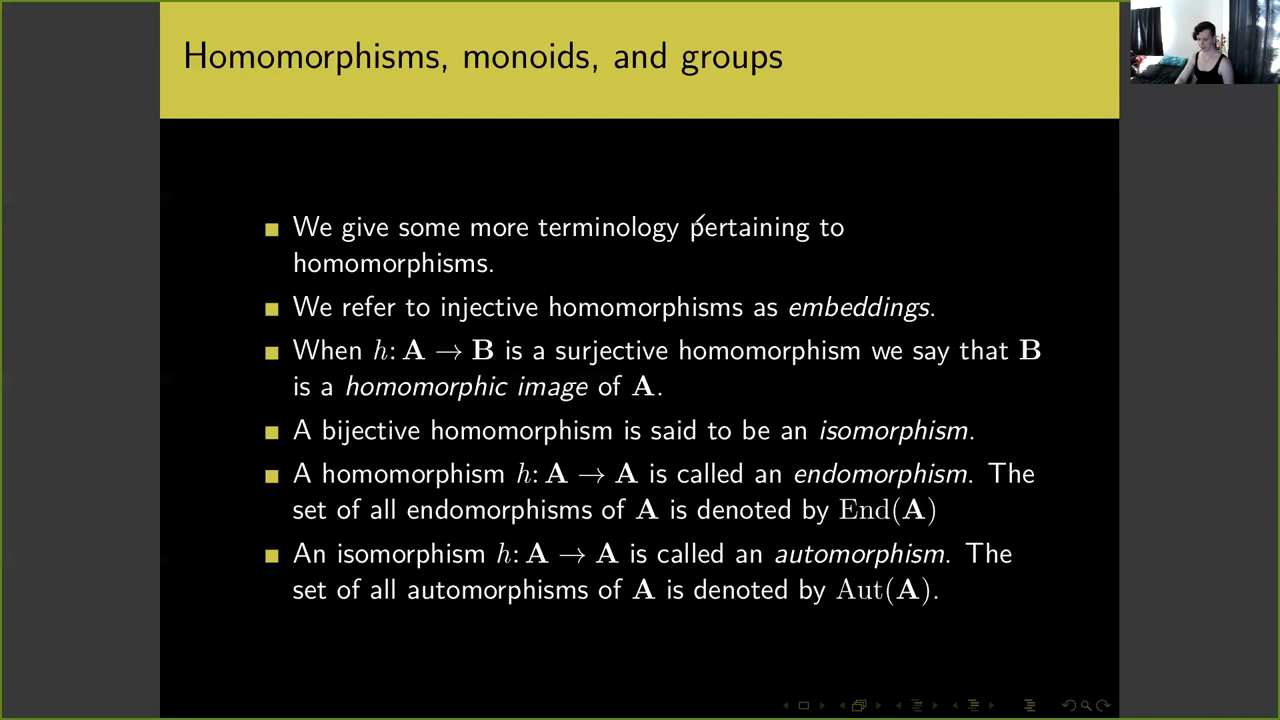 Homomorphisms, monoids, and groups
We give some more terminology pertaining to
homomorphisms.
We refer to injective homomorphisms as embeddings.
When h: A → B is a surjective homomorphism we say that B
is a homomorphic image of A.
A bijective homomorphism is said to be an isomorphism.
A homomorphism h: A → A is called an endomorphism. The
set of all endomorphisms of A is denoted by End(A)
An isomorphism h: A → A is called an automorphism. The
set of all automorphisms of A is denoted by Aut(A).